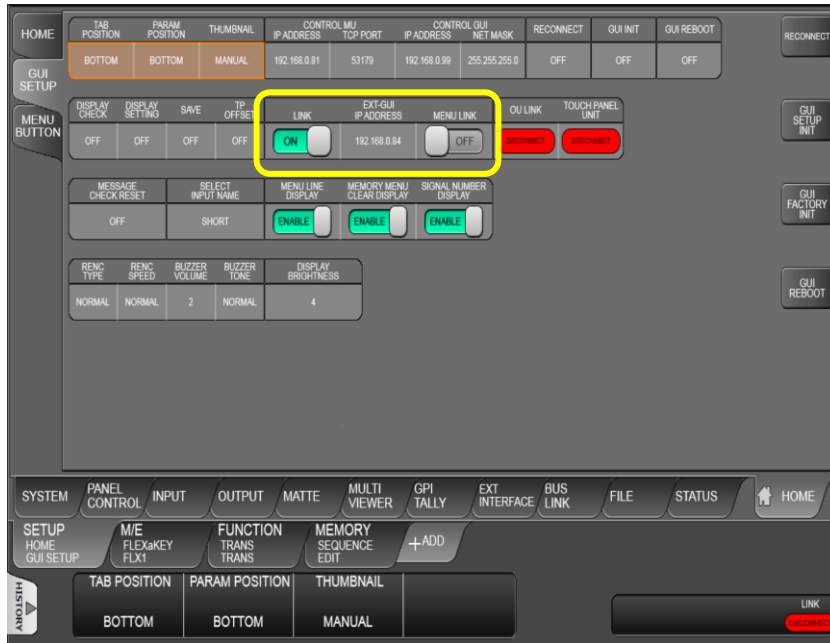 HOME
GUI
SETUP
MENU
BUTTON
TAB
POSITION
PARAM
POSITION
THUMBNAIL
CONTROL MU
IP ADDRESS TCP PORT
CONTROL GUI
IP ADDRESS NET MASK
RECONNECT
GUI INIT
GUI REBOOT
BOTTOM
BOTTOM
MANUAL
192.168.0.81
53179
192.168.0.99
255.255.255.0
OFF
OFF
OFF
RECONNECT
DISPLAY
CHECK
DISPLAY
SETTING
SAVE
TP
OFFSET
LINK
EXT-GUI
IP ADDRESS
MENU LINK
OU LINK
TOUCH PANEL
UNIT
OFF
OFF
OFF
OFF
ON
192.168.0.84
OFF
DISCONNECT
DISCONNECT
GUI
SETUP
INIT
MESSAGE
CHECK RESET
SELECT
INPUT NAME
MENU LINE
DISPLAY
MEMORY MENU
CLEAR DISPLAY
SIGNAL NUMBER
DISPLAY
OFF
SHORT
ENABLE
ENABLE
ENABLE
GUI
FACTORY
INIT
RENC
TYPE
RENC
SPEED
BUZZER
VOLUME
BUZZER
TONE
DISPLAY
BRIGHTNESS
NORMAL
NORMAL
2
NORMAL
4
GUI
REBOOT
SYSTEM
PANEL
CONTROL
INPUT
OUTPUT
MATTE
MULTI
VIEWER
GPI
TALLY
EXT
INTERFACE
BUS
LINK
FILE
STATUS
HOME
SETUP
HOME
GUI SETUP
M/E
FLEXaKEY
FLX1
FUNCTION
TRANS
TRANS
MEMORY
SEQUENCE
EDIT
+ADD
HISTORY
TAB POSITION
BOTTOM
PARAM POSITION
BOTTOM
THUMBNAIL
MANUAL
LINK
DISCONNECT